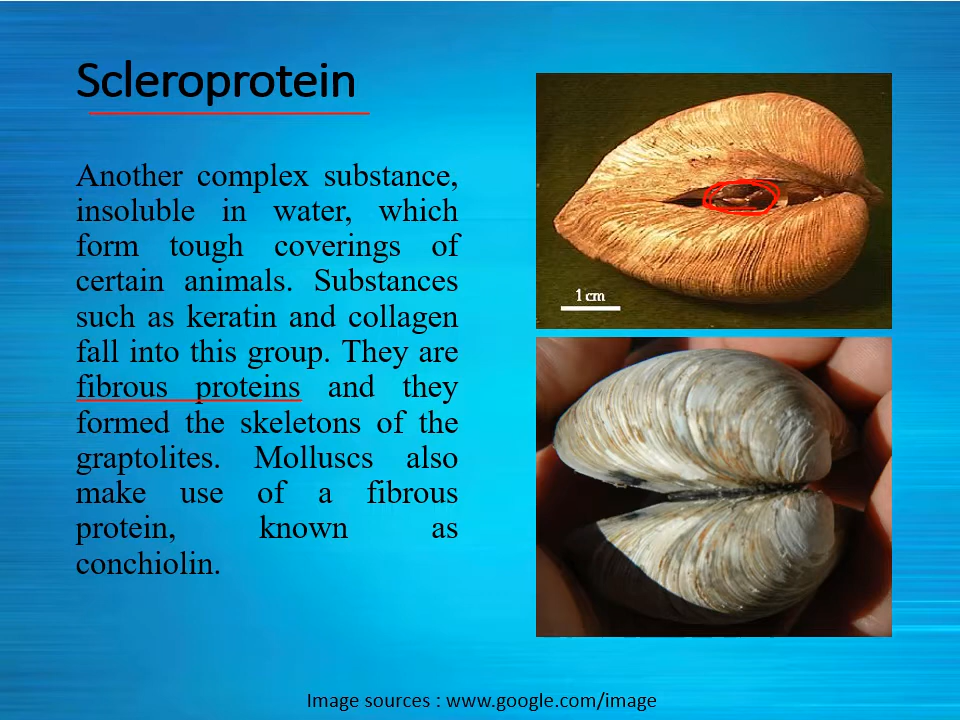 Scleroprotein
Another complex substance,
insoluble in water, which
form tough coverings of
certain animals. Substances
such as keratin and collagen
fall into this group. They are
fibrous proteins and they
formed the skeletons of the
graptolites. Molluscs also
make use of a fibrous
protein, known as
conchiolin.
1 cm
Image sources : www.google.com/image